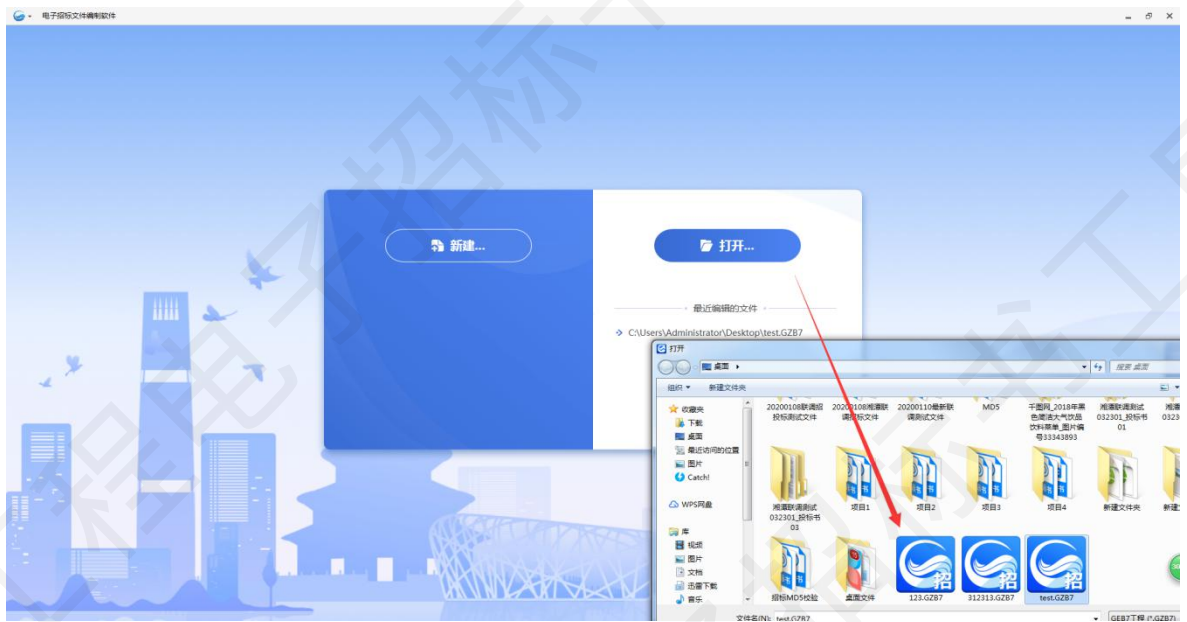 电子招标文件编制软件
新建...
打开...
最近编辑的文件
C:\Users\Administrator\Desktop\test.GZB7
打开
桌面
搜索 桌面
组织
新建文件夹
收藏夹
下载
桌面
最近访问的位置
图片
Catch!
WPS网盘
库
视频
图片
文档
迅雷下载
音乐
20200108联调招
投标测试文件
20200108湘潭联
调招标文件
20200110最新联
调测试文件
MD5
千图网_2018年黑
色简洁大气饮品
饮料菜单_图片编
号33343893
湘潭联调测试
032301_投标书
01
湘潭联调测试
032301_投标书
03
项目1
项目2
项目3
项目4
新建文件夹
招标MD5校验
桌面文件
123.GZB7
312313.GZB7
test.GZB7
文件名(N): test.GZB7
GEB7工程 (*.GZB7)